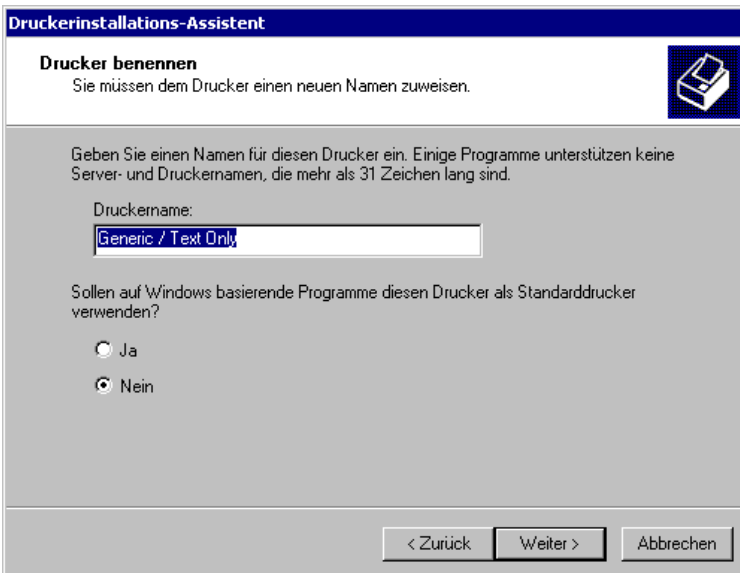 Druckerinstallations-Assistent
Drucker benennen
Sie müssen dem Drucker einen neuen Namen zuweisen.
Geben Sie einen Namen für diesen Drucker ein. Einige Programme unterstützen keine
Server- und Druckernamen, die mehr als 31 Zeichen lang sind.
Druckername:
Generic / Text Only
Sollen auf Windows basierende Programme diesen Drucker als Standarddrucker
verwenden?
Ja
Nein
< Zurück Weiter > Abbrechen